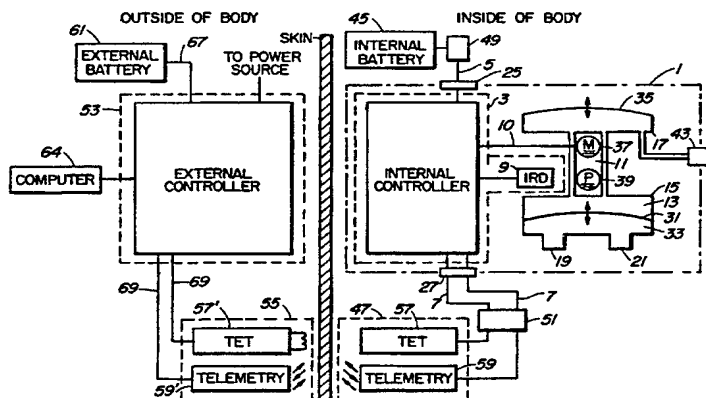 OUTSIDE OF BODY
SKIN
INSIDE OF BODY
61
EXTERNAL BATTERY
67
TO POWER SOURCE
45
INTERNAL BATTERY
49
5
25
1
53
3
35
10
M
37
17
43
64
COMPUTER
EXTERNAL CONTROLLER
INTERNAL CONTROLLER
9
IRD
11
P
39
15
13
31
33
19
21
27
7
7
69
69
57'
55
47
57
51
TET
TET
59'
TELEMETRY
TELEMETRY
59